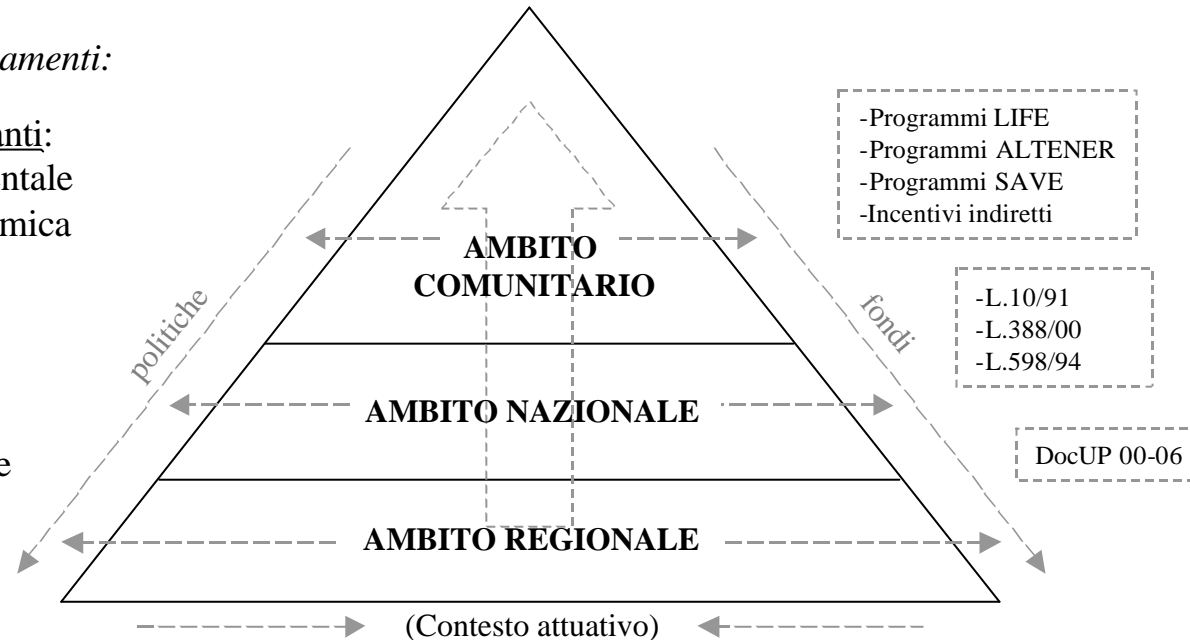 amenti:
anti:
entale
mica
e
-Programmi LIFE
-Programmi ALTENER
-Programmi SAVE
-Incentivi indiretti
AMBITO
COMUNITARIO
politiche
fondi
-L.10/91
-L.388/00
-L.598/94
AMBITO NAZIONALE
DocUP 00-06
AMBITO REGIONALE
(Contesto attuativo)